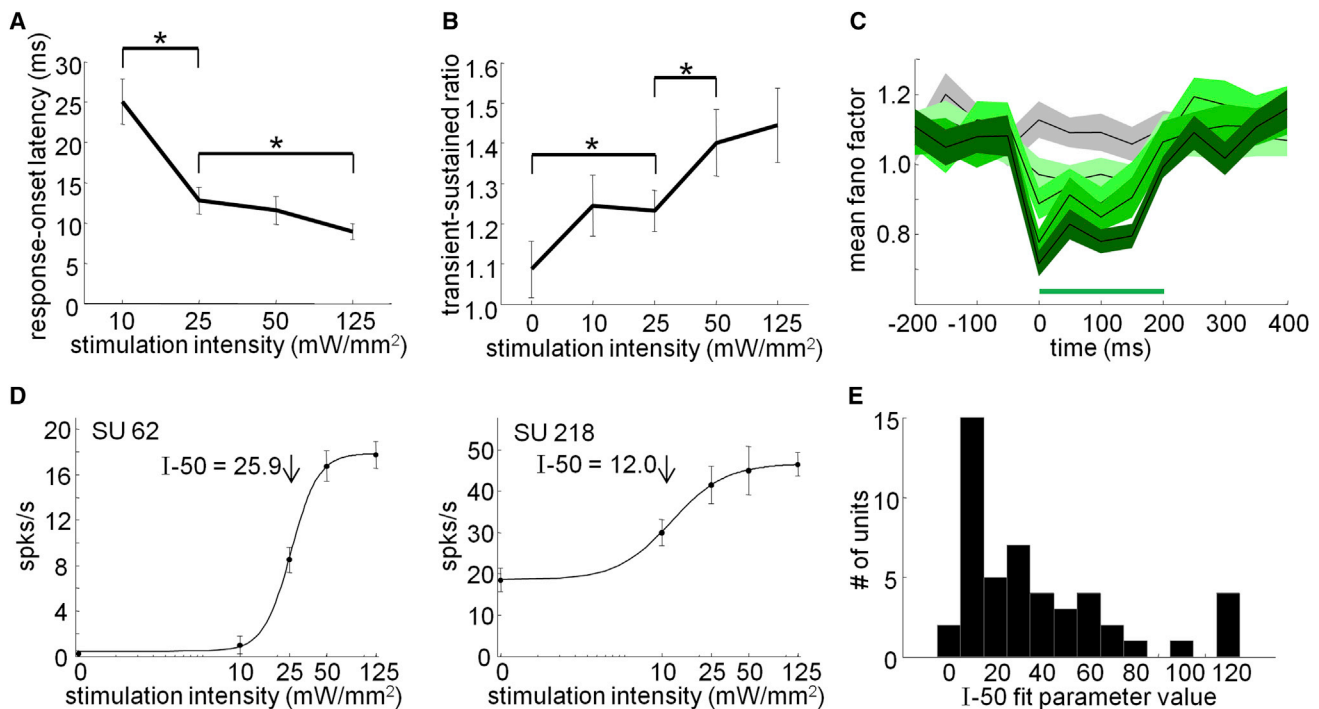 A
response-onset latency (ms)
30
25
20
15
10
5
0
*
*
10 25 50 125
stimulation intensity (mW/mm²)
B
transient-sustained ratio
1.6
1.5
1.4
1.3
1.2
1.1
1.0
*
*
0 10 25 50 125
stimulation intensity (mW/mm²)
C
mean fano factor
1.2
1.0
0.8
-200 -100 0 100 200 300 400
time (ms)
D
spks/s
20
16
12
8
4
2
0
SU 62
I-50 = 25.9
0 10 25 50 125
stimulation intensity (mW/mm²)
spks/s
50
40
30
20
10
0
SU 218
I-50 = 12.0
0 10 25 50 125
stimulation intensity (mW/mm²)
E
# of units
15
10
5
0 20 40 60 80 100 120
I-50 fit parameter value